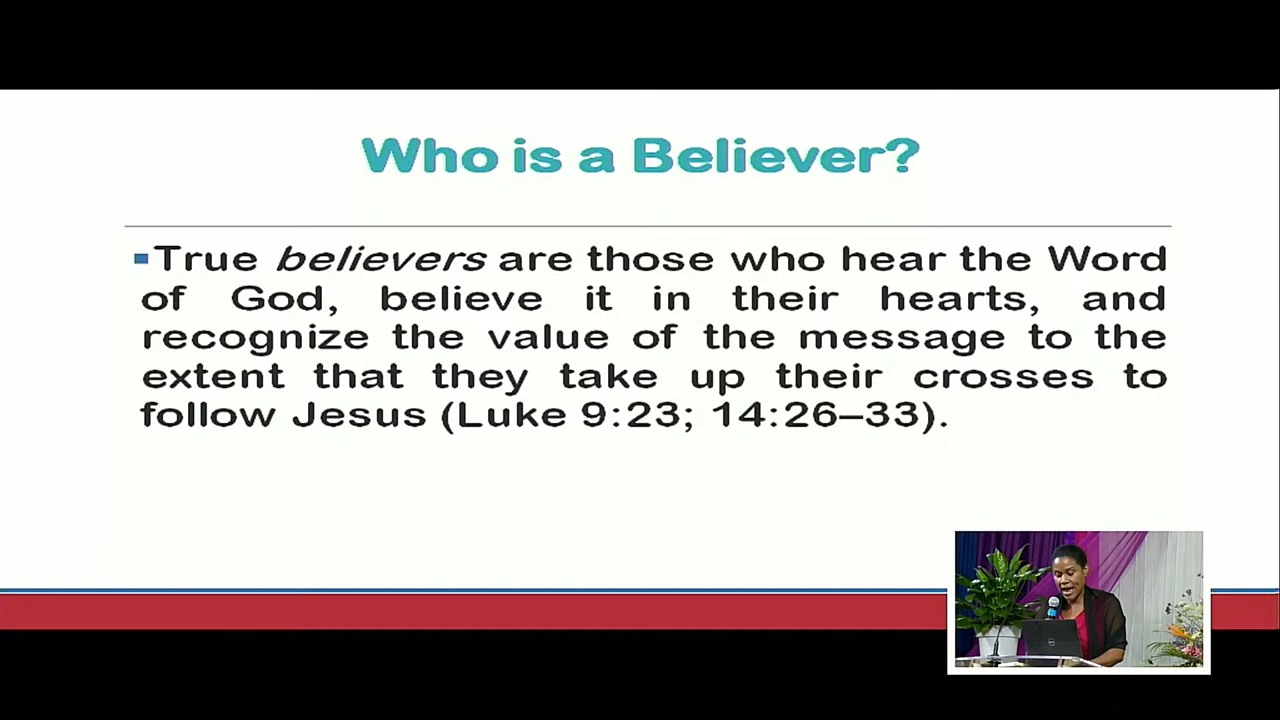 Who is a Believer?
▪True believers are those who hear the Word
of God, believe it in their hearts, and
recognize the value of the message to the
extent that they take up their crosses to
follow Jesus (Luke 9:23; 14:26–33).